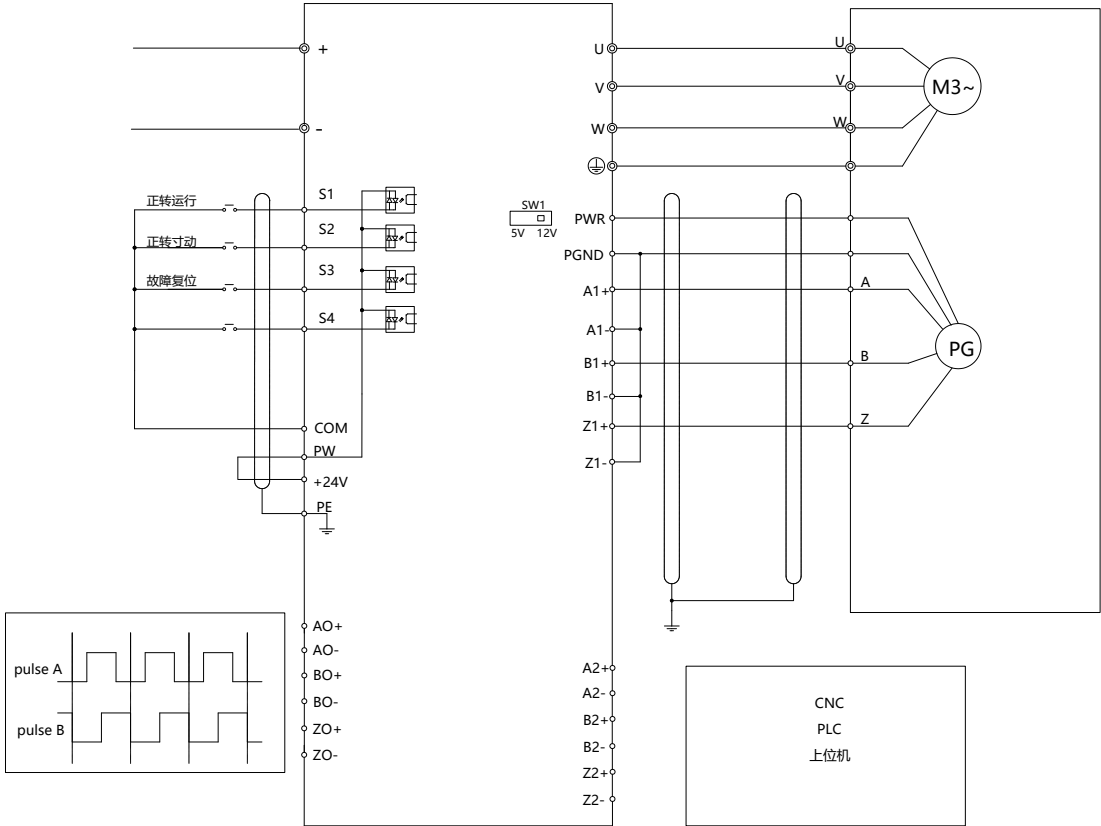 +
-
正转运行
正转寸动
故障复位
S1
S2
S3
S4
COM
PW
+24V
PE
SW1
5V 12V
U
V
W
PWR
PGND
A1+
A1-
B1+
B1-
Z1+
Z1-
U
V
W
M3~
A
B
Z
PG
pulse A
pulse B
AO+
AO-
BO+
BO-
ZO+
ZO-
A2+
A2-
B2+
B2-
Z2+
Z2-
CNC
PLC
上位机